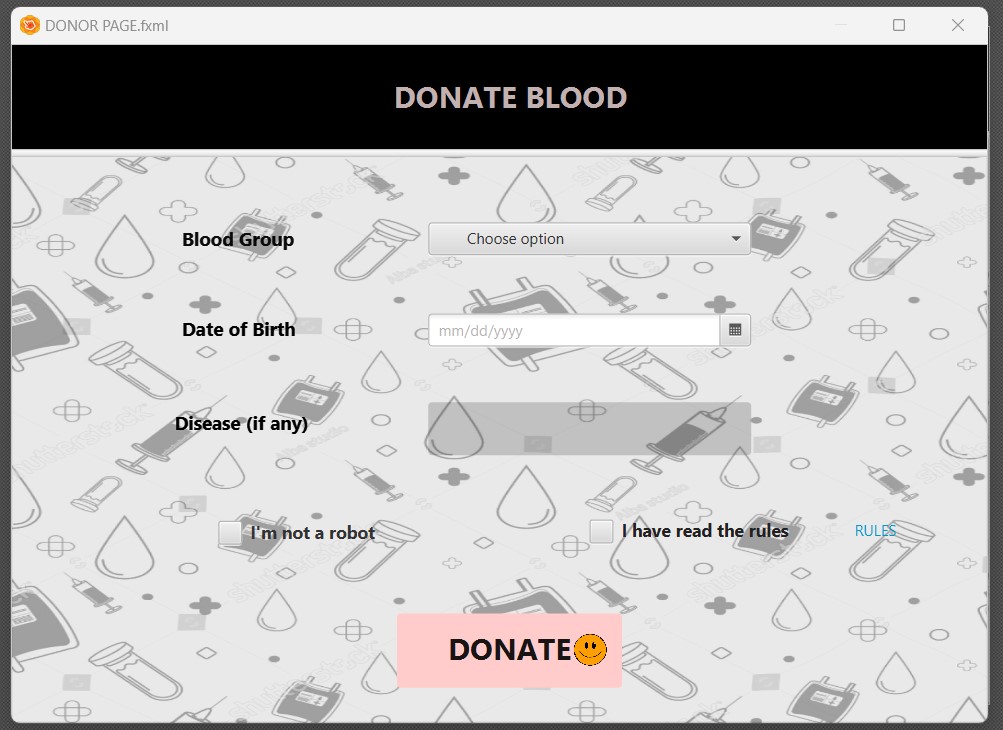 DONOR PAGE.fxml
DONATE BLOOD
Blood Group
Choose option
Date of Birth
mm/dd/yyyy
Disease (if any)
I'm not a robot
I have read the rules
RULES
DONATE